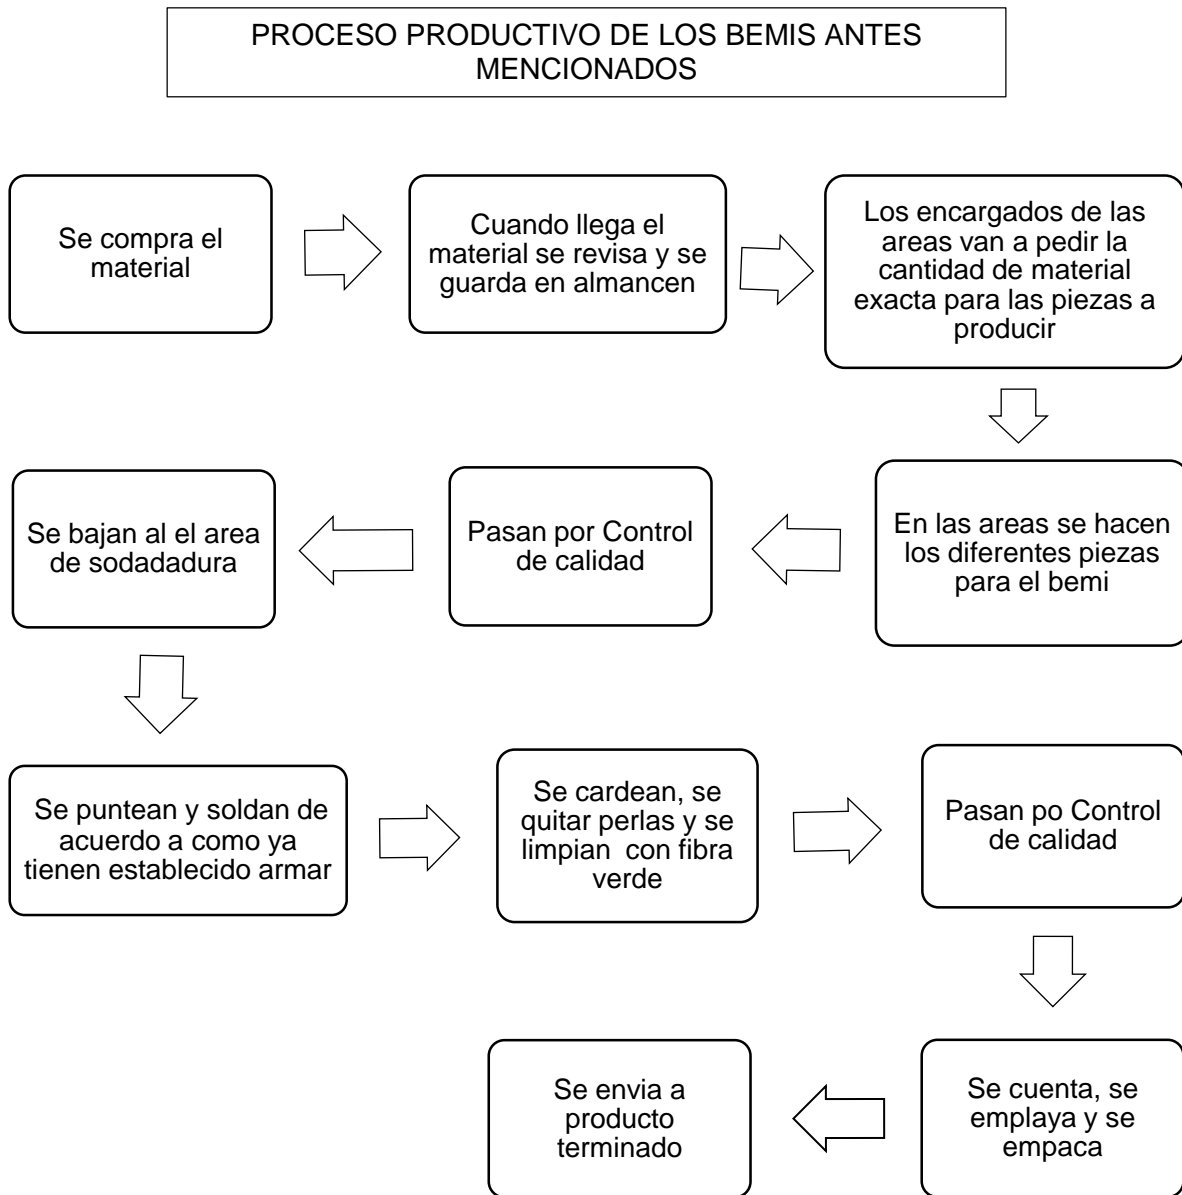 PROCESO PRODUCTIVO DE LOS BEMIS ANTES
MENCIONADOS
Se compra el
material
Cuando llega el
material se revisa y se
guarda en almancen
Los encargados de las
areas van a pedir la
cantidad de material
exacta para las piezas a
producir
En las areas se hacen
los diferentes piezas
para el bemi
Pasan por Control
de calidad
Se bajan al el area
de sodadadura
Se puntean y soldan de
acuerdo a como ya
tienen establecido armar
Se cardean, se
quitar perlas y se
limpian con fibra
verde
Pasan po Control
de calidad
Se cuenta, se
emplaya y se
empaca
Se envia a
producto
terminado